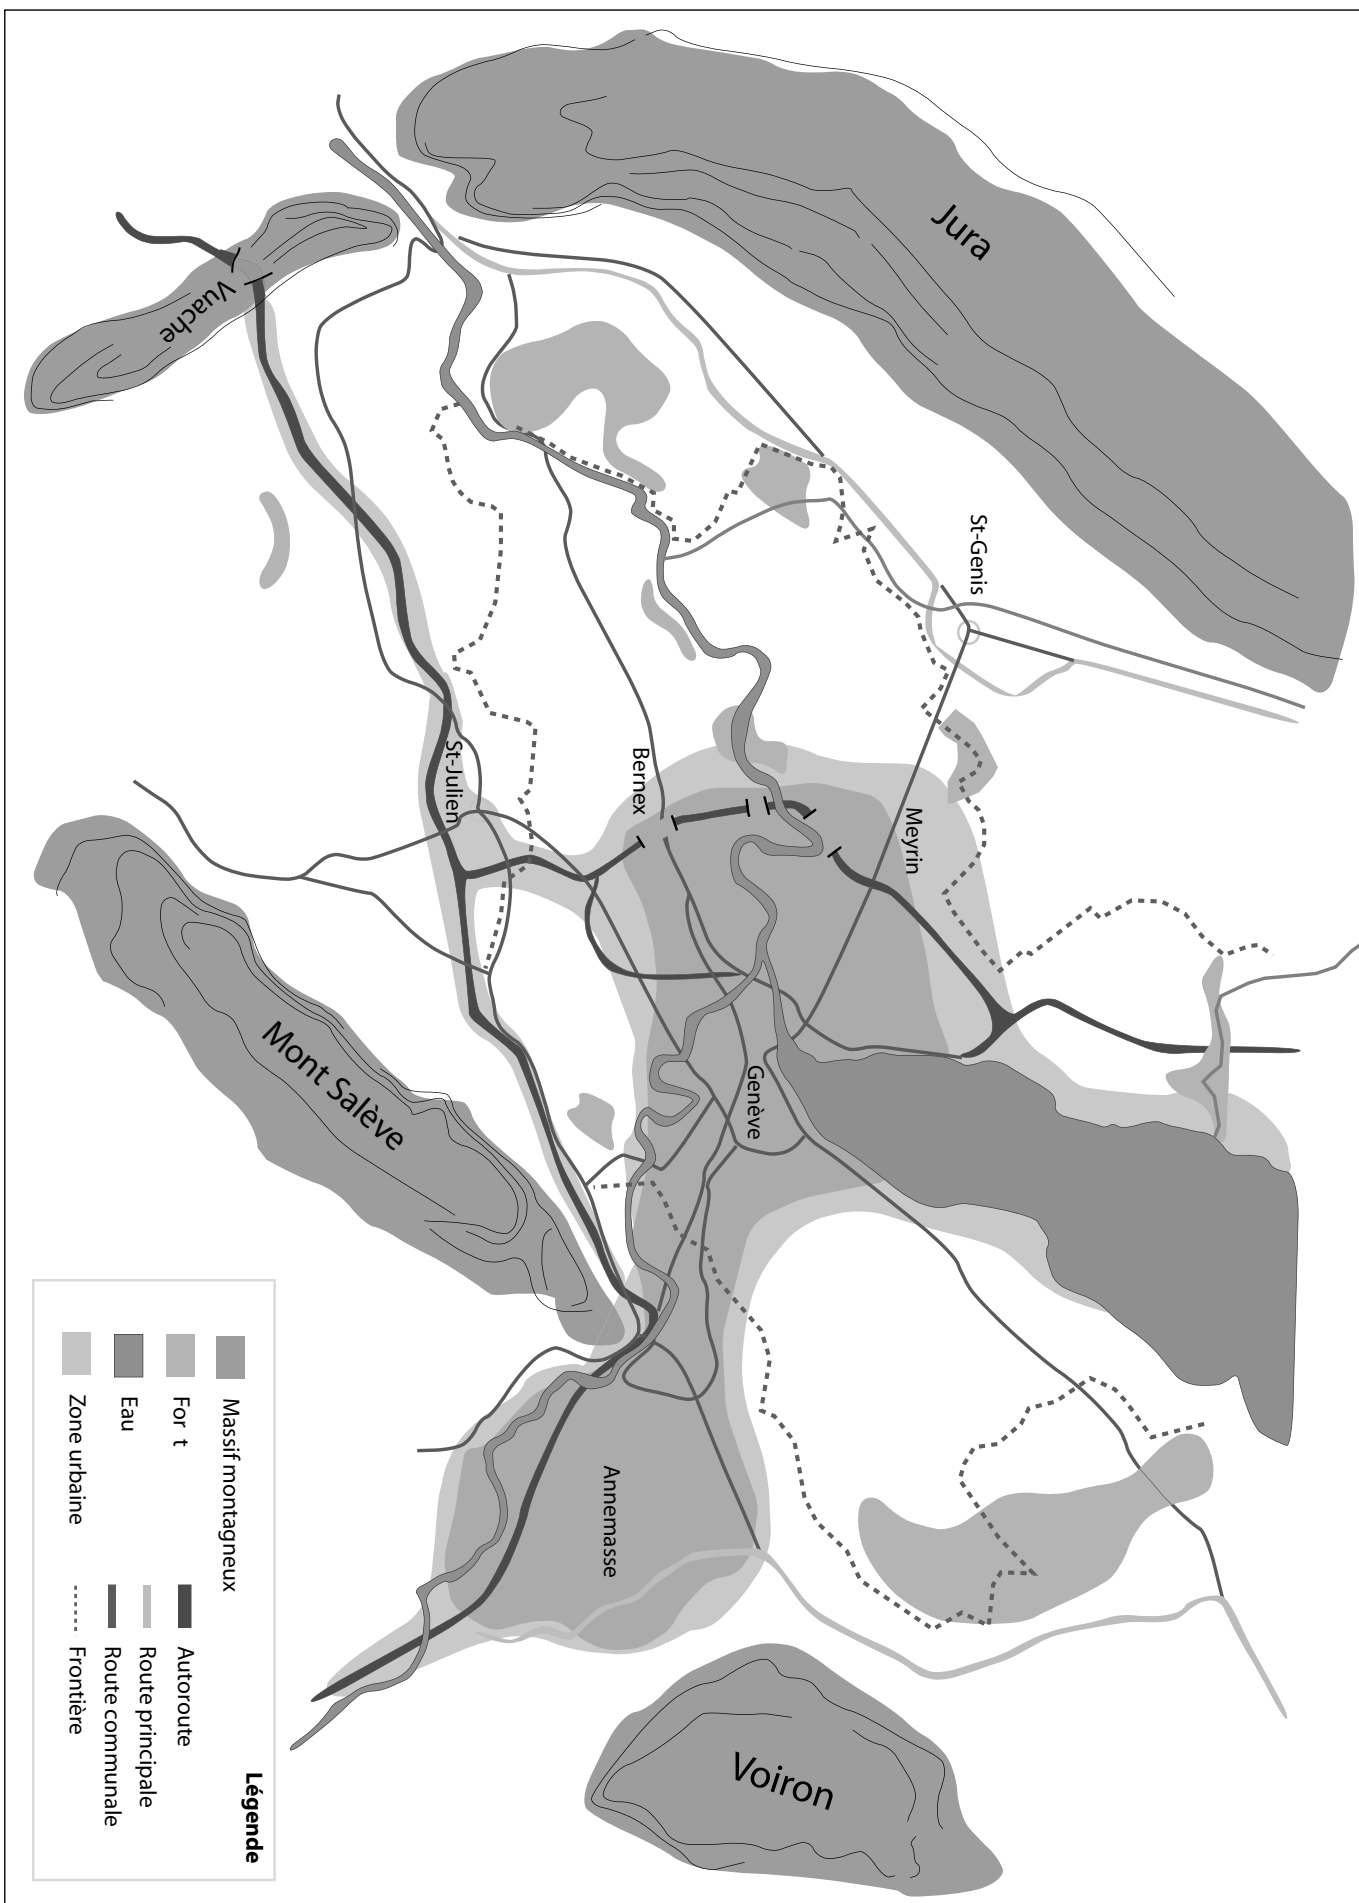 Jura
Vuache
St-Genis
Meyrin
Bernex
St-Julien
Genève
Mont Salève
Annemasse
Voiron
Légende
Massif montagneux
For t
Eau
Zone urbaine
Autoroute
Route principale
Route communale
Frontière